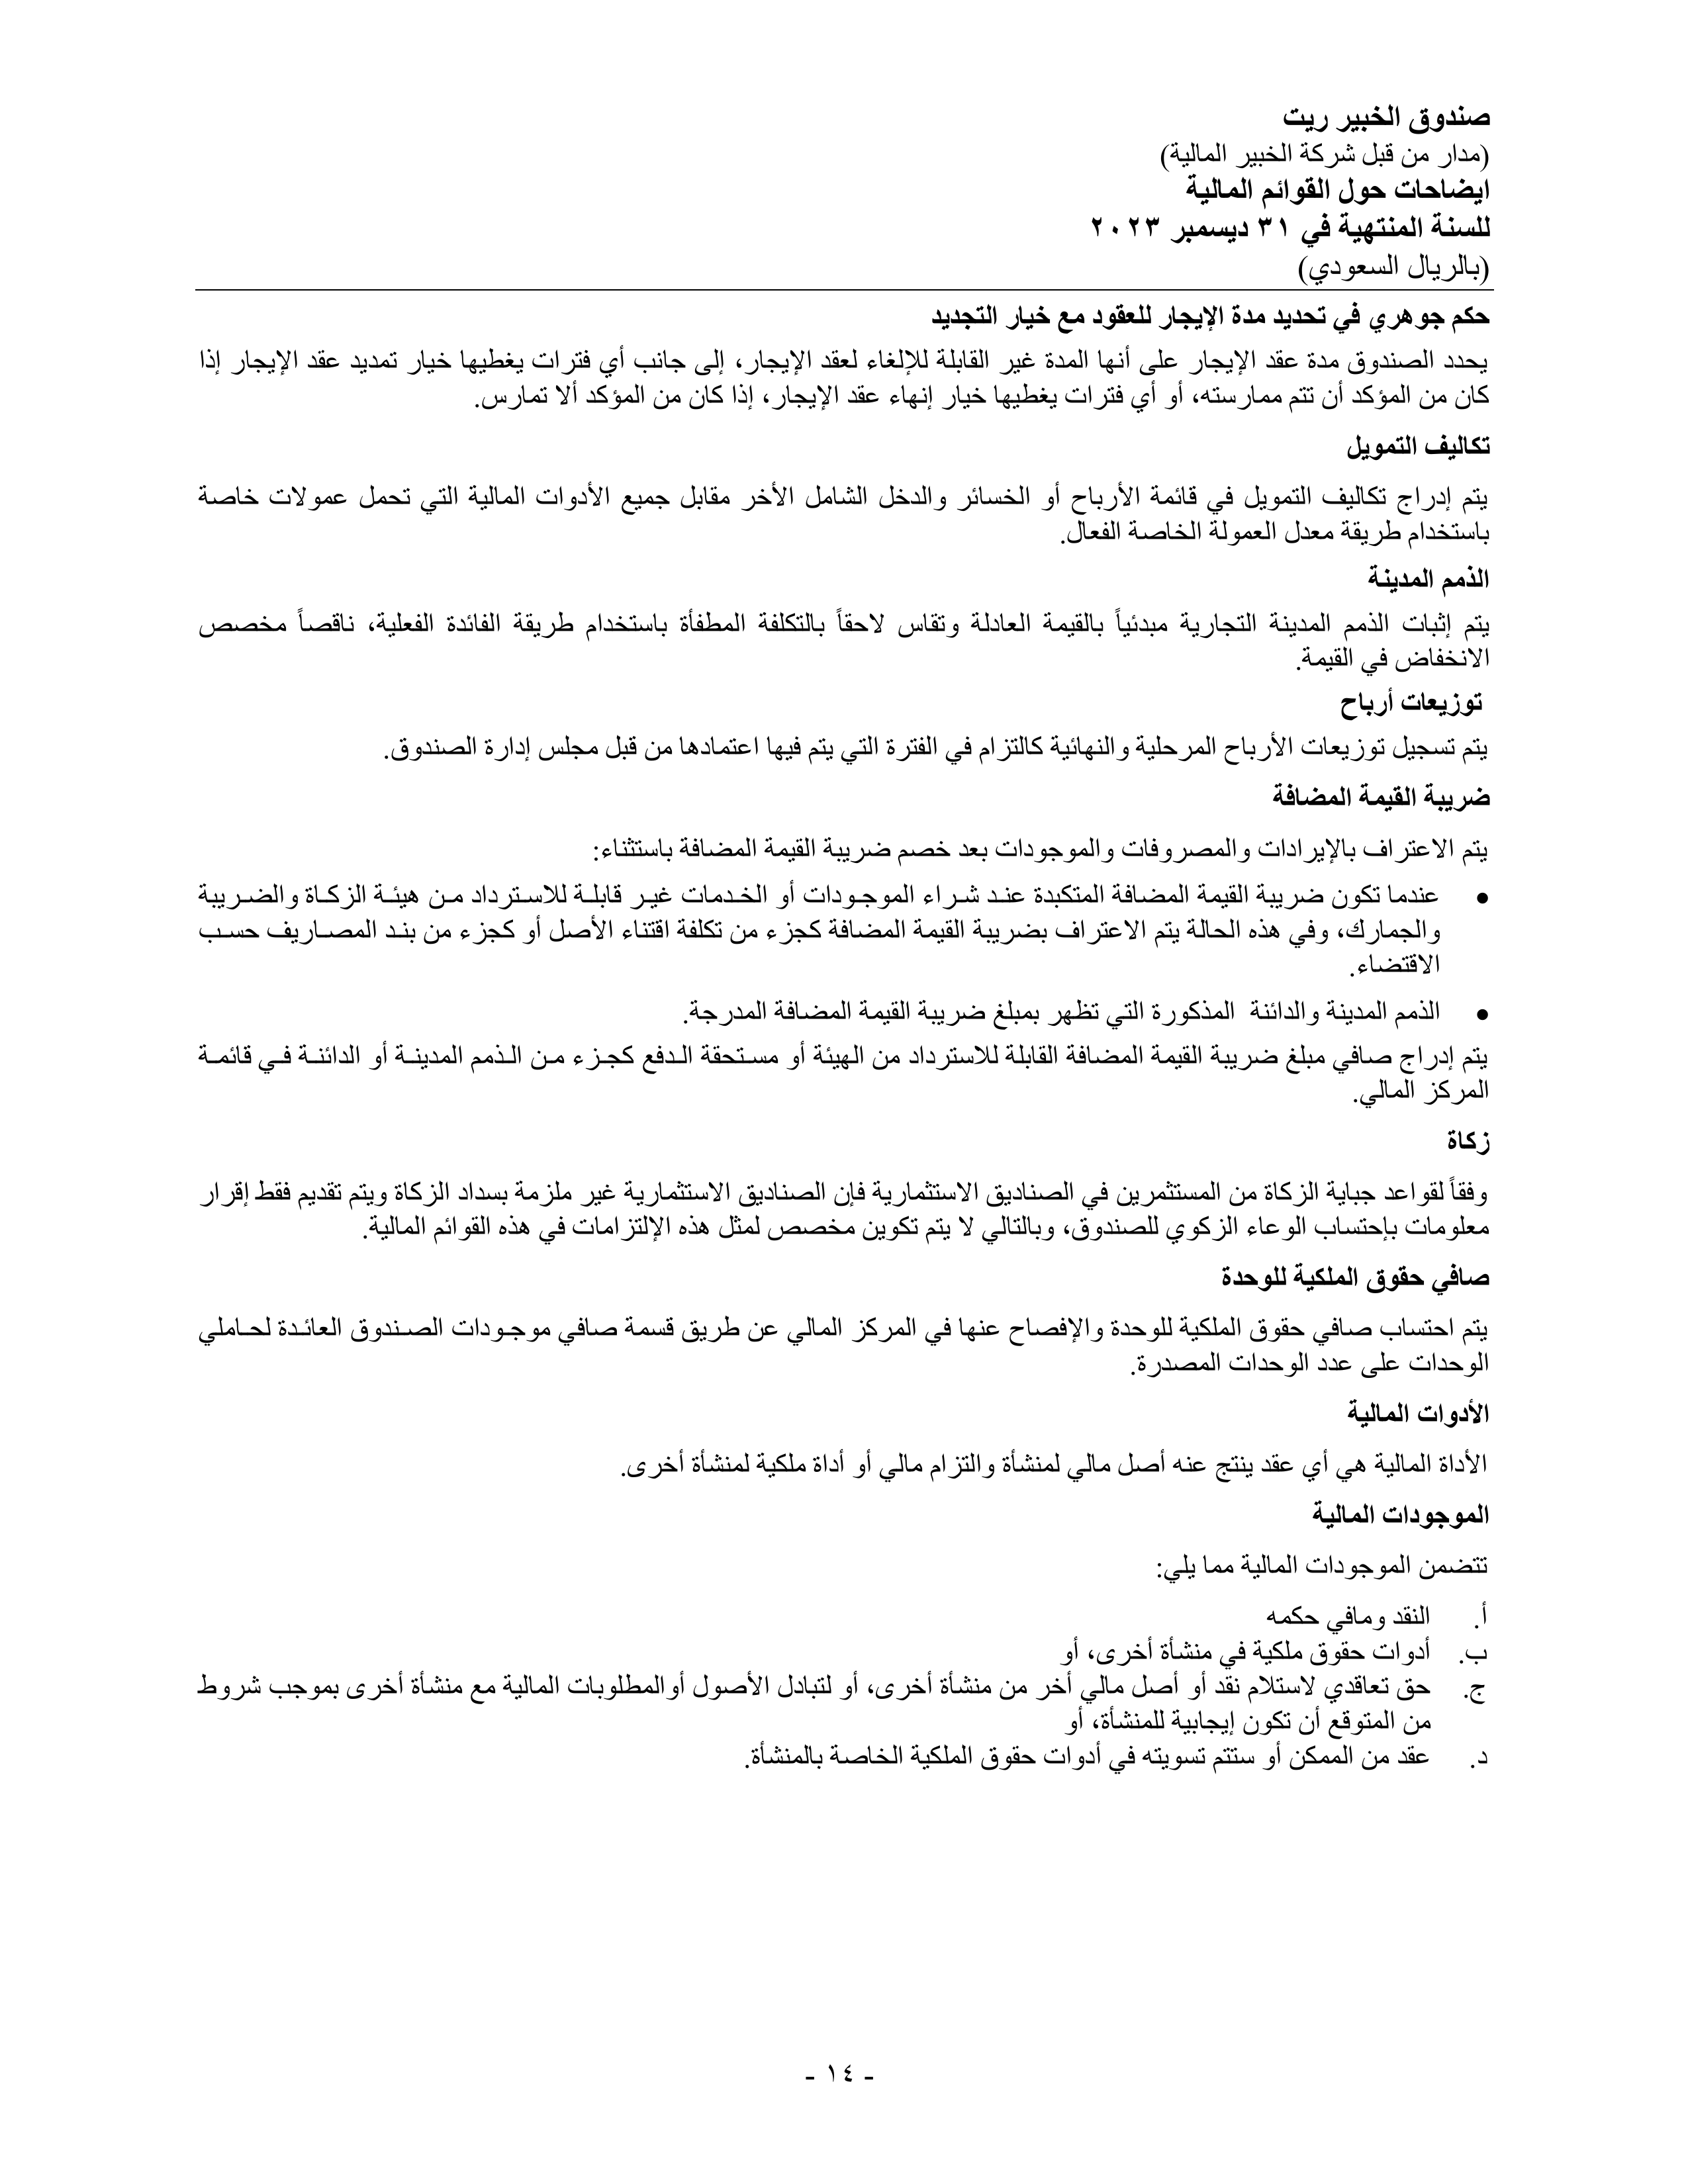 صندوق الخبير ريت
(مدار من قبل شركة الخبير المالية)
ايضاحات حول القوائم المالية
للسنة المنتهية في ٣١ ديسمبر ٢٠٢٣
(بالريال السعودي)
حكم جوهري في تحديد مدة الإيجار للعقود مع خيار التجديد
يحدد الصندوق مدة عقد الإيجار على أنها المدة غير القابلة للإلغاء لعقد الإيجار، إلى جانب أي فترات يغطيها خيار تمديد عقد الإيجار إذا
كان من المؤكد أن تتم ممارسته، أو أي فترات يغطيها خيار إنهاء عقد الإيجار، إذا كان من المؤكد ألا تمارس.
تكاليف التمويل
يتم إدراج تكاليف التمويل في قائمة الأرباح أو الخسائر والدخل الشامل الأخر مقابل جميع الأدوات المالية التي تحمل عمولات خاصة
باستخدام طريقة معدل العمولة الخاصة الفعال.
الذمم المدينة
يتم إثبات الذمم المدينة التجارية مبدئياً بالقيمة العادلة وتقاس لاحقاً بالتكلفة المطفأة باستخدام طريقة الفائدة الفعلية، ناقصاً مخصص
الانخفاض في القيمة.
توزيعات أرباح
يتم تسجيل توزيعات الأرباح المرحلية والنهائية كالتزام في الفترة التي يتم فيها اعتمادها من قبل مجلس إدارة الصندوق.
ضريبة القيمة المضافة
يتم الاعتراف بالإيرادات والمصروفات والموجودات بعد خصم ضريبة القيمة المضافة باستثناء:
• عندما تكون ضريبة القيمة المضافة المتكبدة عند شراء الموجودات أو الخدمات غير قابلة للاسترداد من هيئة الزكاة والضريبة
والجمارك، وفي هذه الحالة يتم الاعتراف بضريبة القيمة المضافة كجزء من تكلفة اقتناء الأصل أو كجزء من بند المصاريف حسب
الاقتضاء.
• الذمم المدينة والدائنة المذكورة التي تظهر بمبلغ ضريبة القيمة المضافة المدرجة.
يتم إدراج صافي مبلغ ضريبة القيمة المضافة القابلة للاسترداد من الهيئة أو مستحقة الدفع كجزء من الذمم المدينة أو الدائنة في قائمة
المركز المالي.
زكاة
وفقاً لقواعد جباية الزكاة من المستثمرين في الصناديق الاستثمارية فإن الصناديق الاستثمارية غير ملزمة بسداد الزكاة ويتم تقديم فقط إقرار
معلومات بإحتساب الوعاء الزكوي للصندوق، وبالتالي لا يتم تكوين مخصص لمثل هذه الإلتزامات في هذه القوائم المالية.
صافي حقوق الملكية للوحدة
يتم احتساب صافي حقوق الملكية للوحدة والإفصاح عنها في المركز المالي عن طريق قسمة صافي موجودات الصندوق العائدة لحاملي
الوحدات على عدد الوحدات المصدرة.
الأدوات المالية
الأداة المالية هي أي عقد ينتج عنه أصل مالي لمنشأة والتزام مالي أو أداة ملكية لمنشأة أخرى.
الموجودات المالية
تتضمن الموجودات المالية مما يلي:
أ. النقد ومافي حكمه
ب. أدوات حقوق ملكية في منشأة أخرى، أو
ج. حق تعاقدي لاستلام نقد أو أصل مالي أخر من منشأة أخرى، أو لتبادل الأصول أوالمطلوبات المالية مع منشأة أخرى بموجب شروط
من المتوقع أن تكون إيجابية للمنشأة، أو
د. عقد من الممكن أو ستتم تسويته في أدوات حقوق الملكية الخاصة بالمنشأة.
- ١٤ -